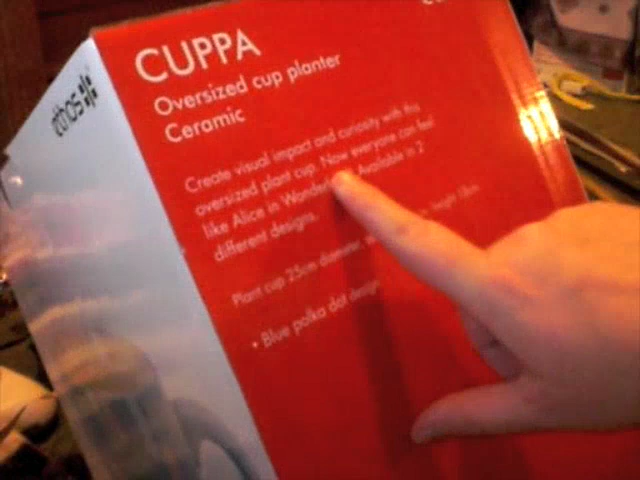 CUPPA
Oversized cup planter
Ceramic
Create visual impact and curiosity with this
oversized plant cup. Now everyone can feel
like Alice in Wonder Available in 2
different designs.
Plant cup 25cm diameter, height
• Blue polka dot design
ethos